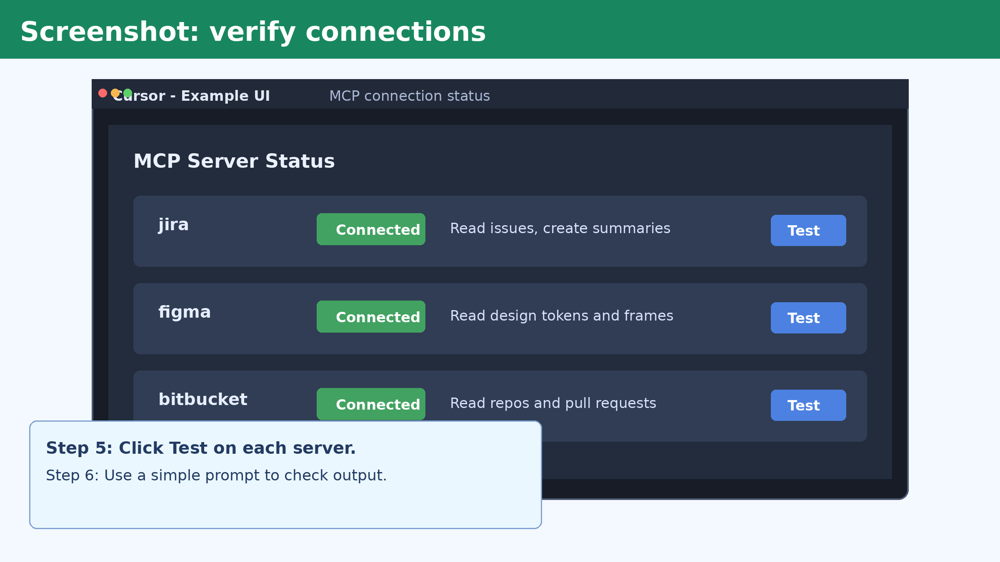 Screenshot: verify connections
Cursor - Example UI MCP connection status
MCP Server Status
jira Connected Read issues, create summaries Test
figma Connected Read design tokens and frames Test
bitbucket Connected Read repos and pull requests Test
Step 5: Click Test on each server.
Step 6: Use a simple prompt to check output.